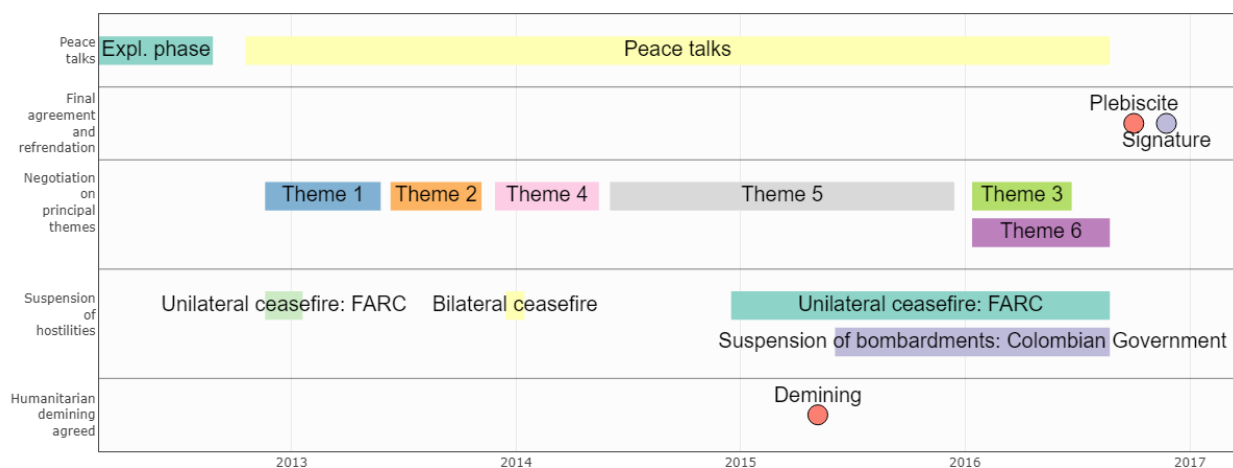 Peace
talks
Expl. phase
Peace talks
Final
agreement
and
refrendation
Plebiscite
Signature
Negotiation
on
principal
themes
Theme 1
Theme 2
Theme 4
Theme 5
Theme 3
Theme 6
Suspension
of
hostilities
Unilateral ceasefire: FARC
Bilateral ceasefire
Unilateral ceasefire: FARC
Suspension of bombardments: Colombian Government
Humanitarian
demining
agreed
Demining
2013
2014
2015
2016
2017